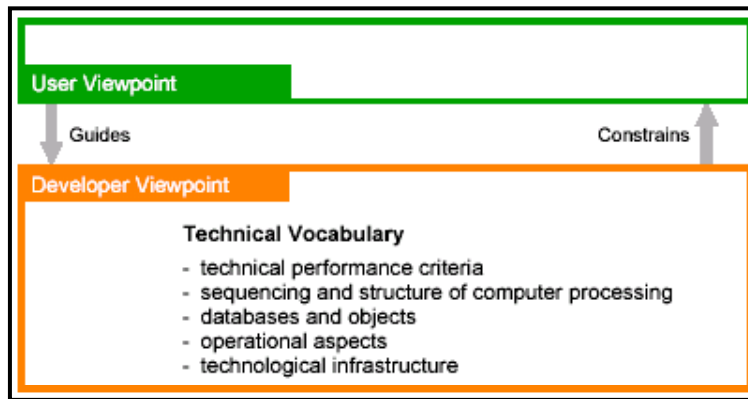 User Viewpoint
Guides
Constrains
Developer Viewpoint
Technical Vocabulary
- technical performance criteria
- sequencing and structure of computer processing
- databases and objects
- operational aspects
- technological infrastructure